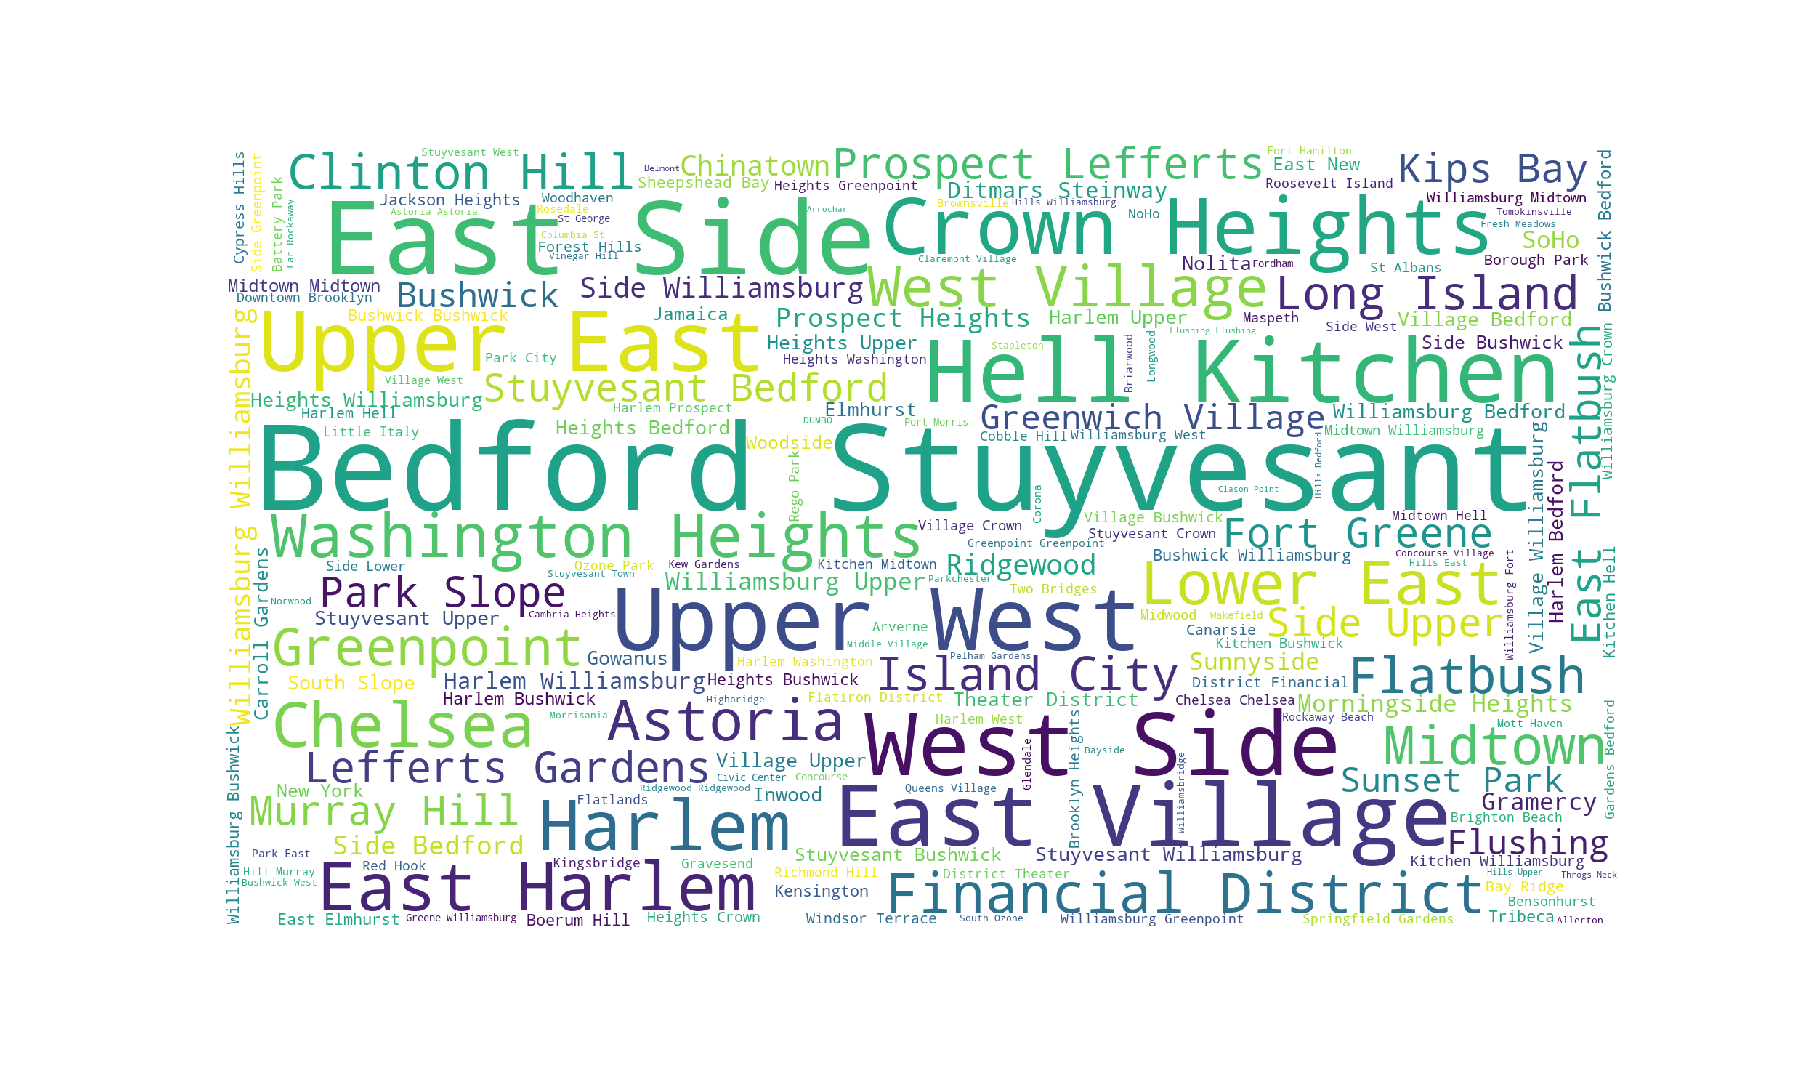 Stuyvesant West
Belmont
Chinatown
Prospect Lefferts
Fort Hamilton
East New
Kips Bay
Cypress Hills
Side Greenpoint
Battery Park
Far Rockaway
Clinton Hill
Sheepshead Bay
Heights Greenpoint
Ditmars Steinway
Roosevelt Island
Williamsburg Midtown
Bushwick Bedford
Jackson Heights
Woodhaven
Rosedale
Astoria Astoria
St George
Arrochar
Brownsville
Hills Williamsburg
NoHo
Tompkinsville
Fresh Meadows
East Side
Crown Heights
Columbia St
Forest Hills
Vinegar Hill
Claremont Village
Nolita
Fordham
St Albans
SoHo
Borough Park
Midtown Midtown
Downtown Brooklyn
Bushwick
Side Williamsburg
West Village
Long Island
Bushwick Bushwick
Jamaica
Prospect Heights
Harlem Upper
Maspeth
Side West
Village Bedford
Upper East
Park City
Heights Upper
Heights Washington
Flushing Flushing
Stapleton
Briarwood
Longwood
Side Bushwick
Hell Kitchen
East Flatbush
Williamsburg Crown
Village West
Stuyvesant Bedford
Heights Williamsburg
Harlem Hell
Little Italy
Harlem Prospect
Heights Bedford
Elmhurst
DUMBO
Woodside
Port Morris
Greenwich Village
Cobble Hill
Williamsburg West
Williamsburg Bedford
Midtown Williamsburg
Williamsburg Williamsburg
Bedford Stuyvesant
Rego Park
Corona
Hills Bedford
Clason Point
Village Williamsburg
Harlem Bedford
Washington Heights
Village Crown
Village Bushwick
Stuyvesant Crown
Greenpoint Greenpoint
Fort Greene
Midtown Hell
Concourse Village
Hills East
Bushwick Williamsburg
Side Lower
Ozone Park
Kew Gardens
Stuyvesant Town
Kitchen Midtown
Ridgewood
Parkchester
Two Bridges
Carroll Gardens
Norwood
Park Slope
Cambria Heights
Williamsburg Upper
Lower East
Williamsburg Fort
Kitchen Hell
Stuyvesant Upper
Upper West
Arverne
Middle Village
Midwood
Wakefield
Canarsie
Side Upper
Kitchen Bushwick
Greenpoint
Gowanus
Harlem Washington
Pelham Gardens
Sunnyside
District Financial
Flatbush
South Slope
Harlem Williamsburg
Heights Bushwick
Island City
Harlem Bushwick
Highbridge
Flatiron District
Theater District
Chelsea Chelsea
Morningside Heights
Chelsea
Morrisania
Astoria
Harlem West
Rockaway Beach
Mott Haven
Gardens Bedford
Williamsburg Bushwick
Lefferts Gardens
Village Upper
Civic Center
Concourse
West Side
Glendale
Brooklyn Heights
Bayside
Williamsbridge
Midtown
Sunset Park
New York
Murray Hill
Flatlands
Ridgewood Ridgewood
Inwood
Queens Village
Gramercy
Brighton Beach
Harlem
East Village
Flushing
Side Bedford
Park East
Red Hook
Kingsbridge
Gravesend
Stuyvesant Bushwick
Stuyvesant Williamsburg
Kitchen Williamsburg
Hill Murray
Bushwick West
Richmond Hill
District Theater
Hills Upper
Throgs Neck
East Harlem
Kensington
Financial District
Bay Ridge
Bensonhurst
East Elmhurst
Greene Williamsburg
Boerum Hill
Heights Crown
Windsor Terrace
South Ozone
Williamsburg Greenpoint
Springfield Gardens
Tribeca
Allerton